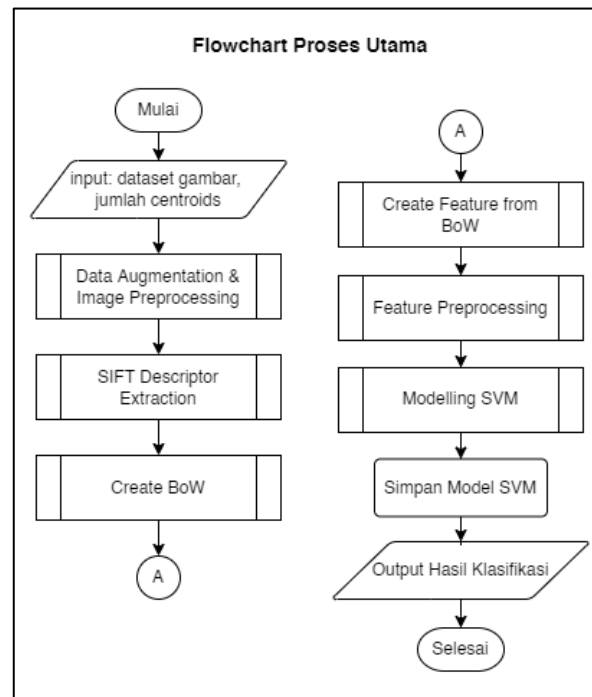 Flowchart Proses Utama
Mulai
input: dataset gambar,
jumlah centroids
Data Augmentation &
Image Preprocessing
SIFT Descriptor
Extraction
Create BoW
A
A
Create Feature from
BoW
Feature Preprocessing
Modelling SVM
Simpan Model SVM
Output Hasil Klasifikasi
Selesai